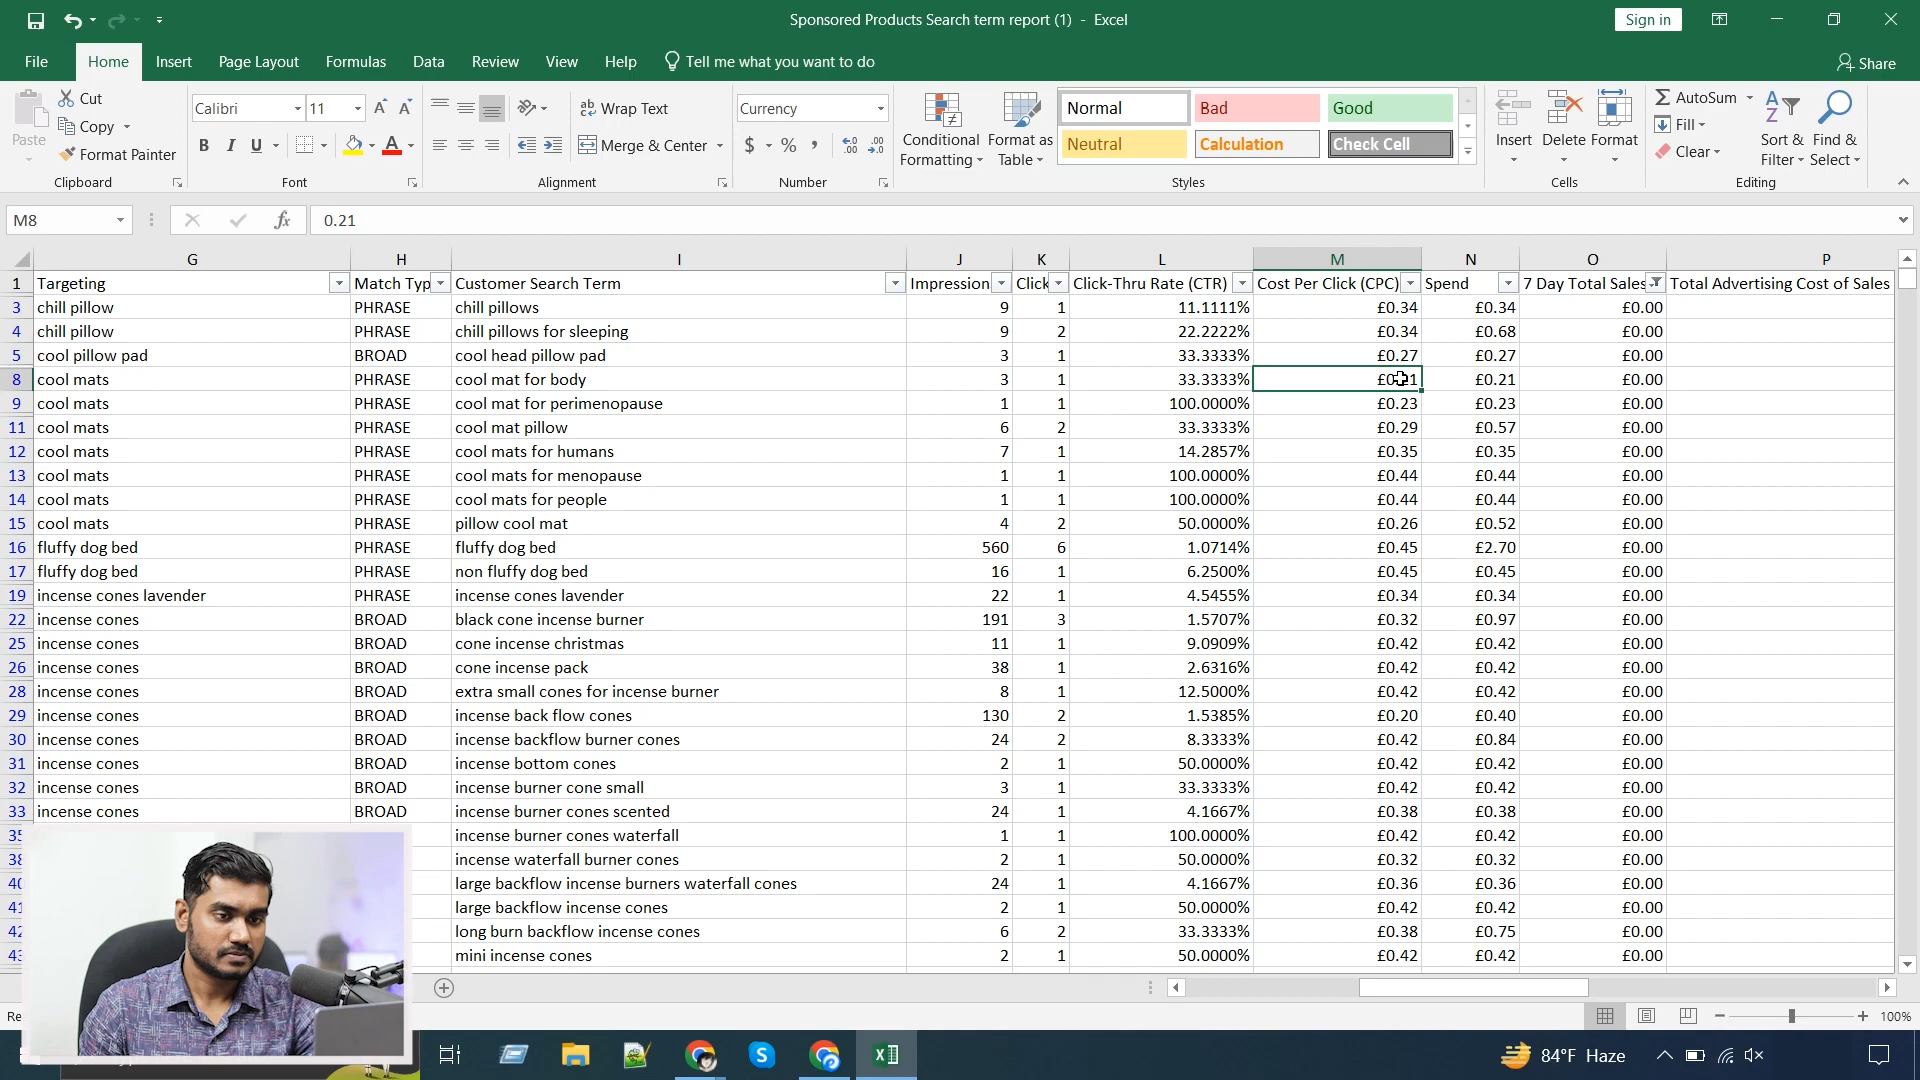 Sponsored Products Search term report (1) - Excel
Sign in
File Home Insert Page Layout Formulas Data Review View Help Tell me what you want to do Share
Paste Cut Copy Format Painter Clipboard
Calibri 11 B I U A Font
Wrap Text Merge & Center Alignment
Currency $ % , Number
Conditional Formatting Format as Table Normal Bad Good Neutral Calculation Check Cell Styles
Insert Delete Format Cells
AutoSum Fill Clear Sort & Filter Find & Select Editing
M8 fx 0.21
G H I J K L M N O P
1 Targeting Match Typ Customer Search Term Impression Click Click-Thru Rate (CTR) Cost Per Click (CPC) Spend 7 Day Total Sales Total Advertising Cost of Sales
3 chill pillow PHRASE chill pillows 9 1 11.1111% £0.34 £0.34 £0.00
4 chill pillow PHRASE chill pillows for sleeping 9 2 22.2222% £0.34 £0.68 £0.00
5 cool pillow pad BROAD cool head pillow pad 3 1 33.3333% £0.27 £0.27 £0.00
8 cool mats PHRASE cool mat for body 3 1 33.3333% £0.21 £0.21 £0.00
9 cool mats PHRASE cool mat for perimenopause 1 1 100.0000% £0.23 £0.23 £0.00
11 cool mats PHRASE cool mat pillow 6 2 33.3333% £0.29 £0.57 £0.00
12 cool mats PHRASE cool mats for humans 7 1 14.2857% £0.35 £0.35 £0.00
13 cool mats PHRASE cool mats for menopause 1 1 100.0000% £0.44 £0.44 £0.00
14 cool mats PHRASE cool mats for people 1 1 100.0000% £0.44 £0.44 £0.00
15 cool mats PHRASE pillow cool mat 4 2 50.0000% £0.26 £0.52 £0.00
16 fluffy dog bed PHRASE fluffy dog bed 560 6 1.0714% £0.45 £2.70 £0.00
17 fluffy dog bed PHRASE non fluffy dog bed 16 1 6.2500% £0.45 £0.45 £0.00
19 incense cones lavender PHRASE incense cones lavender 22 1 4.5455% £0.34 £0.34 £0.00
22 incense cones BROAD black cone incense burner 191 3 1.5707% £0.32 £0.97 £0.00
25 incense cones BROAD cone incense christmas 11 1 9.0909% £0.42 £0.42 £0.00
26 incense cones BROAD cone incense pack 38 1 2.6316% £0.42 £0.42 £0.00
28 incense cones BROAD extra small cones for incense burner 8 1 12.5000% £0.42 £0.42 £0.00
29 incense cones BROAD incense back flow cones 130 2 1.5385% £0.20 £0.40 £0.00
30 incense cones BROAD incense backflow burner cones 24 2 8.3333% £0.42 £0.84 £0.00
31 incense cones BROAD incense bottom cones 2 1 50.0000% £0.42 £0.42 £0.00
32 incense cones BROAD incense burner cone small 3 1 33.3333% £0.42 £0.42 £0.00
33 incense cones BROAD incense burner cones scented 24 1 4.1667% £0.38 £0.38 £0.00
35 incense burner cones waterfall 1 1 100.0000% £0.42 £0.42 £0.00
38 incense waterfall burner cones 2 1 50.0000% £0.32 £0.32 £0.00
40 large backflow incense burners waterfall cones 24 1 4.1667% £0.36 £0.36 £0.00
41 large backflow incense cones 2 1 50.0000% £0.42 £0.42 £0.00
42 long burn backflow incense cones 6 2 33.3333% £0.38 £0.75 £0.00
43 mini incense cones 2 1 50.0000% £0.42 £0.42 £0.00
Re 100%
84°F Haze